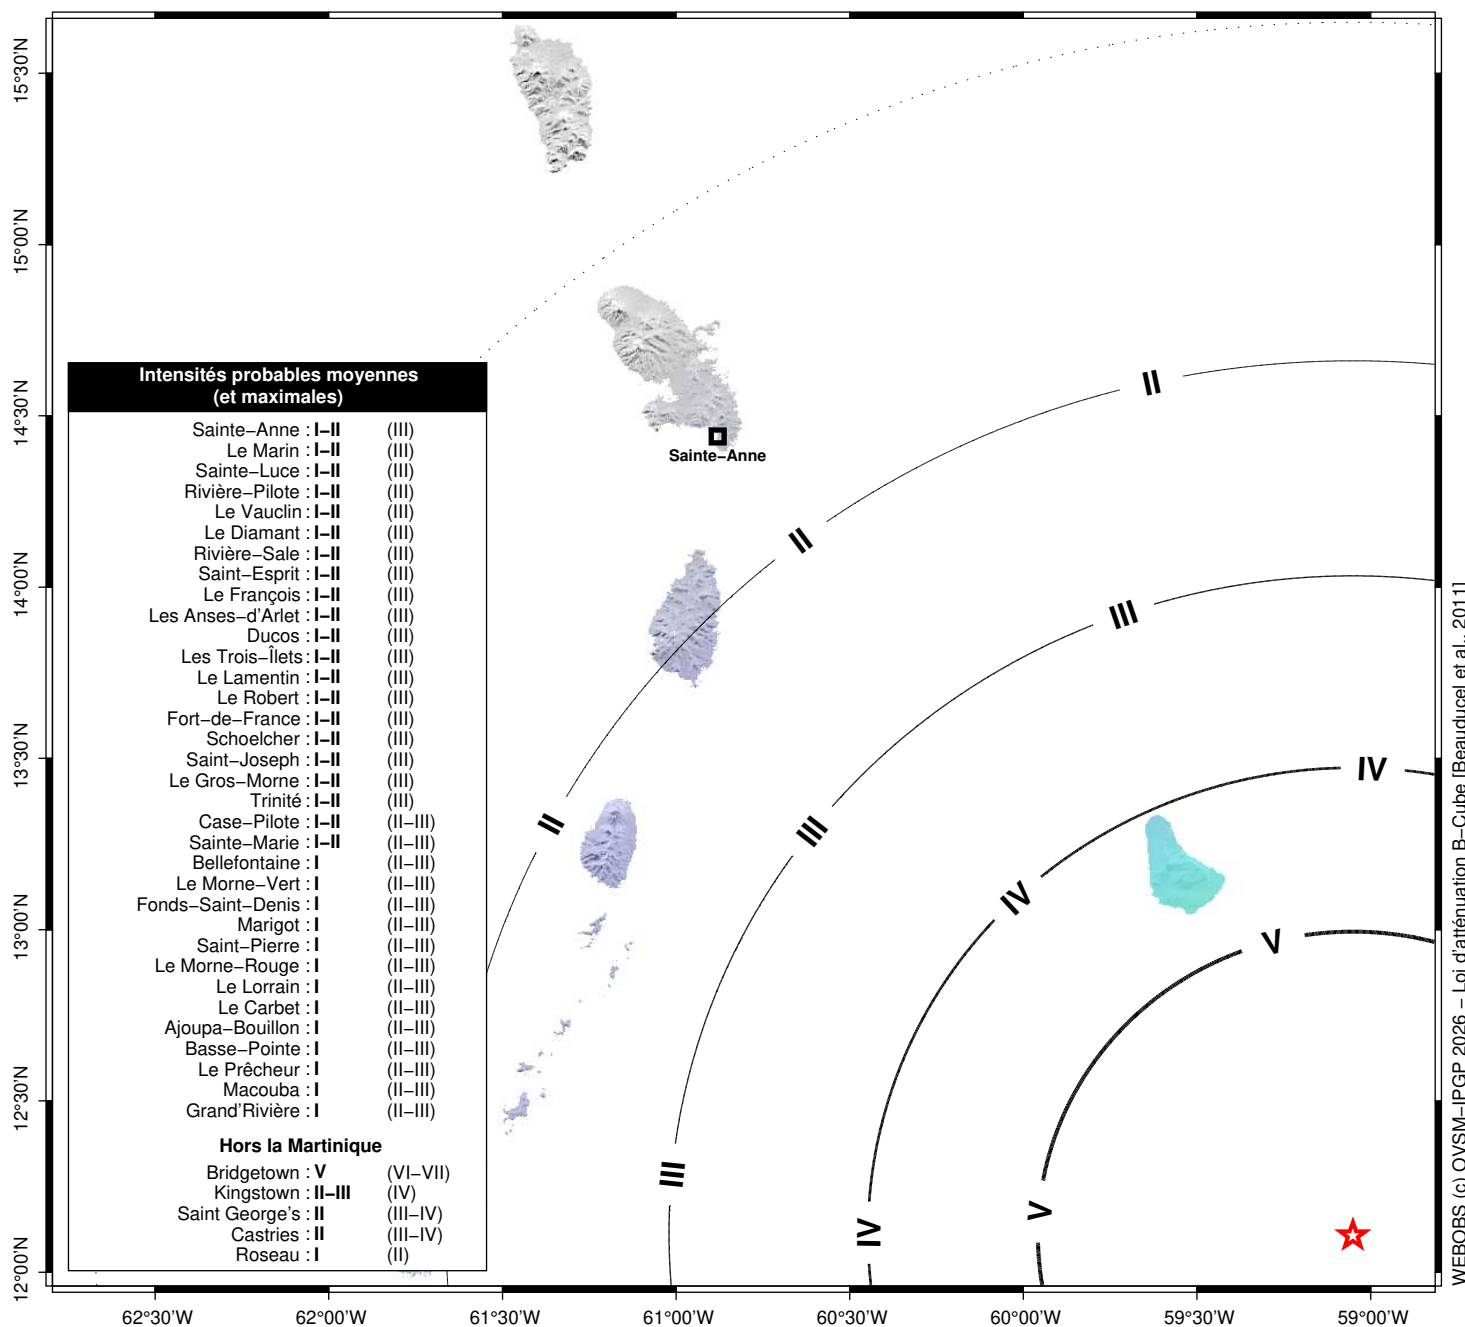 15°30'N
15°00'N
14°30'N
14°00'N
13°30'N
13°00'N
12°30'N
12°00'N
62°30'W
62°00'W
61°30'W
61°00'W
60°30'W
60°00'W
59°30'W
59°00'W
II
II
II
III
III
III
IV
IV
IV
V
V
Sainte−Anne
Intensités probables moyennes
(et maximales)
Sainte−Anne : I−II (III)
Le Marin : I−II (III)
Sainte−Luce : I−II (III)
Rivière−Pilote : I−II (III)
Le Vauclin : I−II (III)
Le Diamant : I−II (III)
Rivière−Sale : I−II (III)
Saint−Esprit : I−II (III)
Le François : I−II (III)
Les Anses−d'Arlet : I−II (III)
Ducos : I−II (III)
Les Trois−Îlets : I−II (III)
Le Lamentin : I−II (III)
Le Robert : I−II (III)
Fort−de−France : I−II (III)
Schoelcher : I−II (III)
Saint−Joseph : I−II (III)
Le Gros−Morne : I−II (III)
Trinité : I−II (III)
Case−Pilote : I−II (II−III)
Sainte−Marie : I−II (II−III)
Bellefontaine : I (II−III)
Le Morne−Vert : I (II−III)
Fonds−Saint−Denis : I (II−III)
Marigot : I (II−III)
Saint−Pierre : I (II−III)
Le Morne−Rouge : I (II−III)
Le Lorrain : I (II−III)
Le Carbet : I (II−III)
Ajoupa−Bouillon : I (II−III)
Basse−Pointe : I (II−III)
Le Prêcheur : I (II−III)
Macouba : I (II−III)
Grand'Rivière : I (II−III)
Hors la Martinique
Bridgetown : V (VI−VII)
Kingstown : II−III (IV)
Saint George's : II (III−IV)
Castries : II (III−IV)
Roseau : I (II)
WEBOBS (c) OVSM−IPGP 2026 − Loi d'atténuation B−Cube [Beauducel et al., 2011]